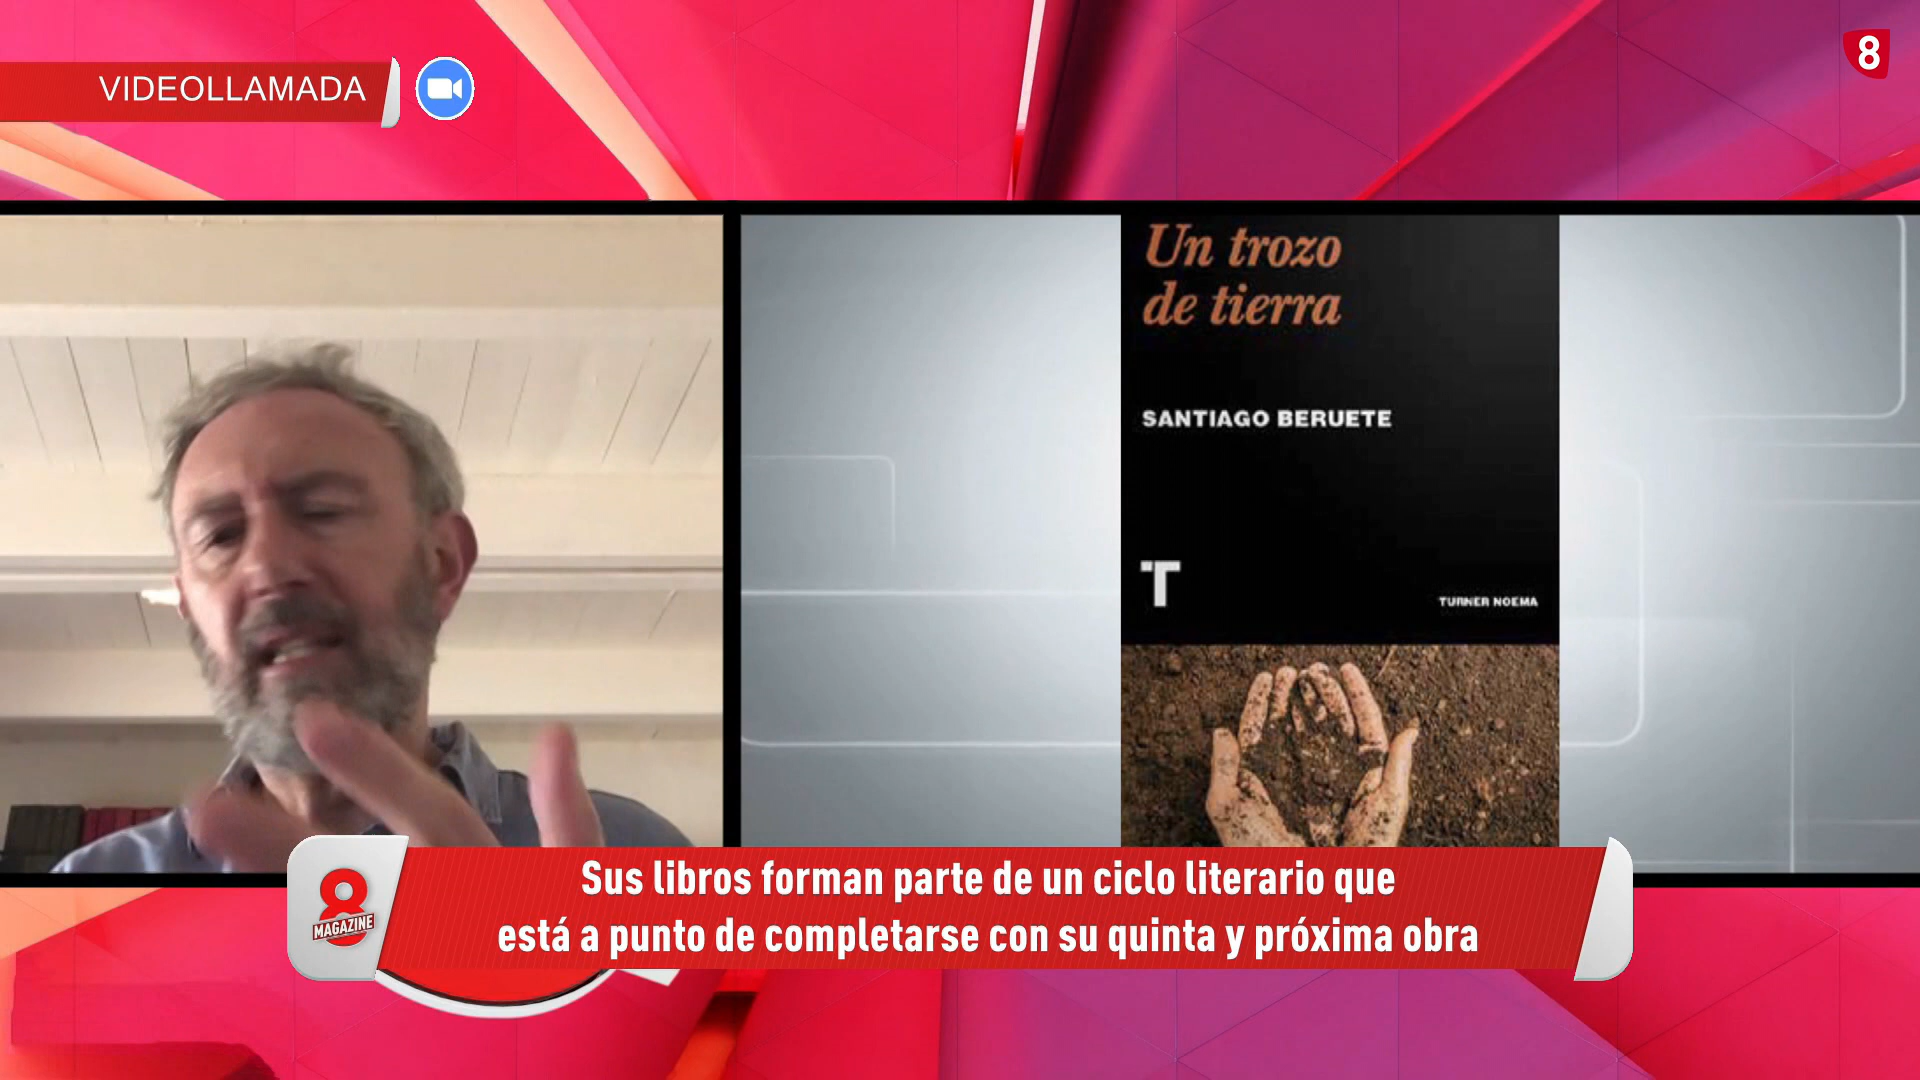 VIDEOLLAMADA
8
Un trozo
de tierra
SANTIAGO BERUETE
T
TURNER NOEMA
8
MAGAZINE
Sus libros forman parte de un ciclo literario que
está a punto de completarse con su quinta y próxima obra